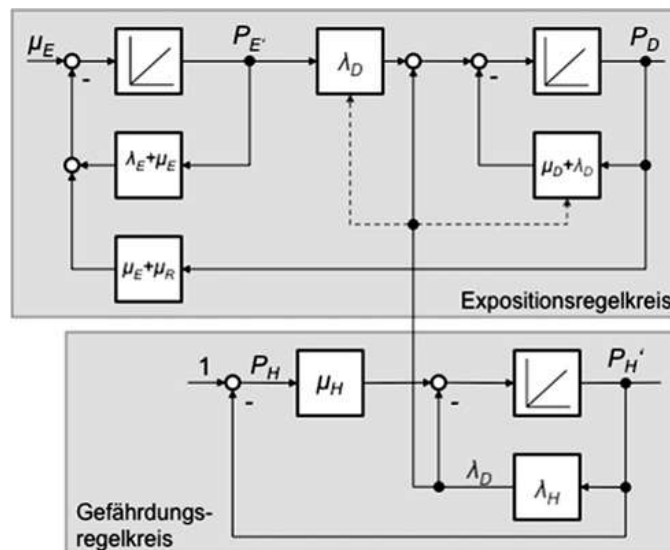 μE
-
PE'
λD
-
PD
λE+μE
μD+λD
μE+μR
Expositionsregelkreis
1
-
PH
μH
-
PH'
λD
λH
Gefährdungs-
regelkreis